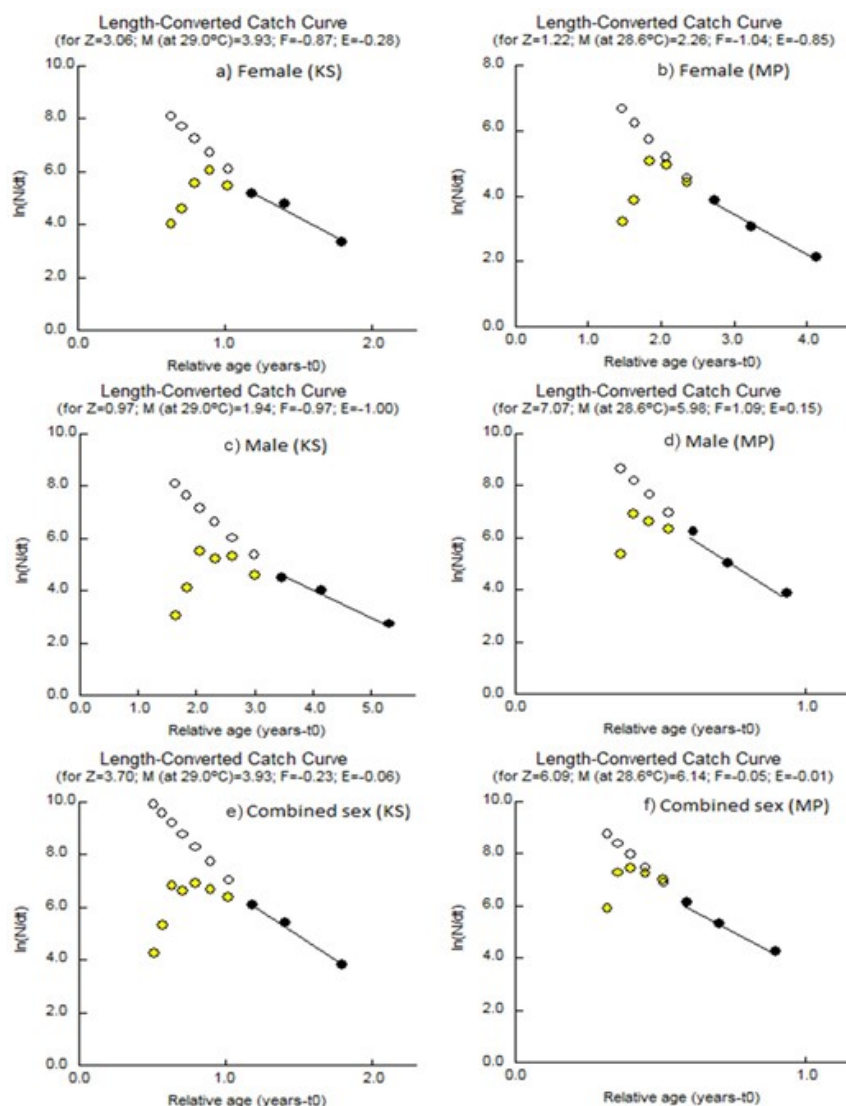 Length-Converted Catch Curve
(for Z=3.06; M (at 29.0ºC)=3.93; F=-0.87; E=-0.28)
a) Female (KS)
10.0
8.0
6.0
4.0
2.0
0.0
ln(N/dt)
0.0 1.0 2.0
Relative age (years-t0)
Length-Converted Catch Curve
(for Z=1.22; M (at 28.6ºC)=2.26; F=-1.04; E=-0.85)
b) Female (MP)
8.0
6.0
4.0
2.0
0.0
ln(N/dt)
0.0 1.0 2.0 3.0 4.0
Relative age (years-t0)
Length-Converted Catch Curve
(for Z=0.97; M (at 29.0ºC)=1.94; F=-0.97; E=-1.00)
c) Male (KS)
10.0
8.0
6.0
4.0
2.0
0.0
ln(N/dt)
0.0 1.0 2.0 3.0 4.0 5.0
Relative age (years-t0)
Length-Converted Catch Curve
(for Z=7.07; M (at 28.6ºC)=5.98; F=1.09; E=0.15)
d) Male (MP)
10.0
8.0
6.0
4.0
2.0
0.0
ln(N/dt)
0.0 1.0
Relative age (years-t0)
Length-Converted Catch Curve
(for Z=3.70; M (at 29.0ºC)=3.93; F=-0.23; E=-0.06)
e) Combined sex (KS)
10.0
8.0
6.0
4.0
2.0
0.0
ln(N/dt)
0.0 1.0 2.0
Relative age (years-t0)
Length-Converted Catch Curve
(for Z=6.09; M (at 28.6ºC)=6.14; F=-0.05; E=-0.01)
f) Combined sex (MP)
10.0
8.0
6.0
4.0
2.0
0.0
ln(N/dt)
0.0 1.0
Relative age (years-t0)